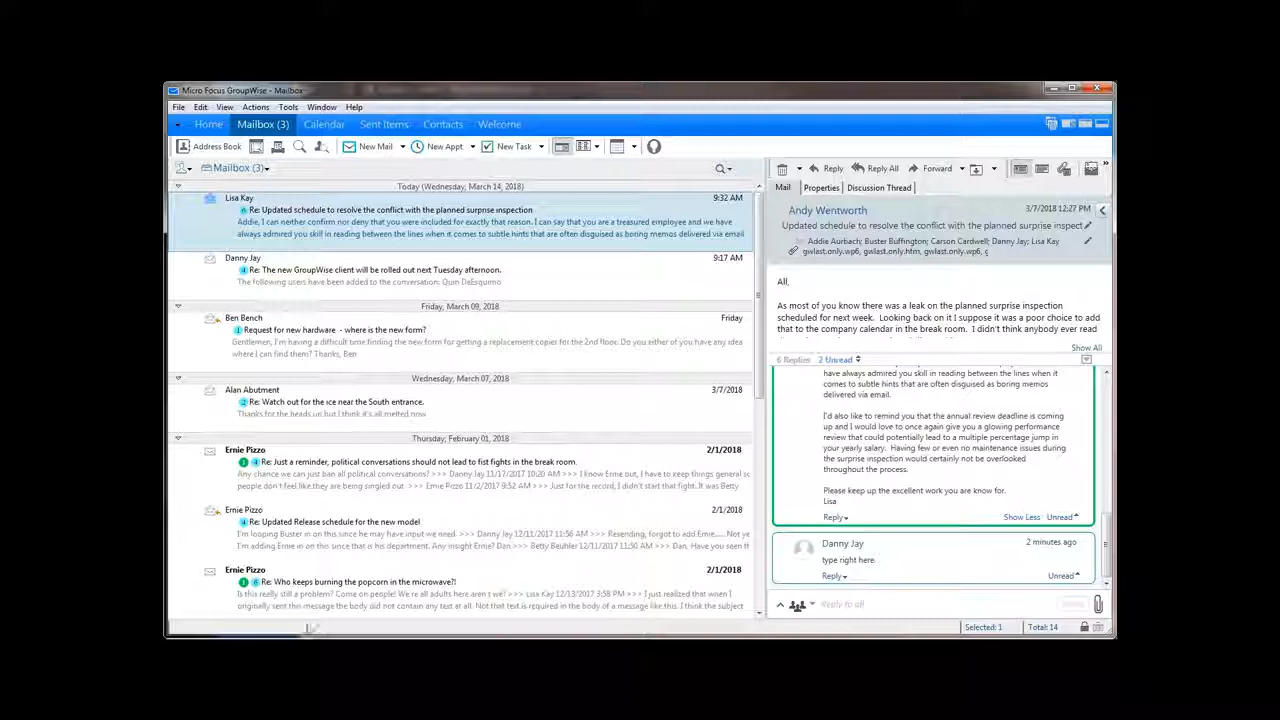 Micro Focus GroupWise - Mailbox
File Edit View Actions Tools Window Help
Home Mailbox (3) Calendar Sent Items Contacts Welcome
Address Book New Mail New Appt New Task
Mailbox (3)
Today (Wednesday, March 14, 2018)
Lisa Kay 9:32 AM
6 Re: Updated schedule to resolve the conflict with the planned surprise inspection
Addie, I can neither confirm nor deny that you were included for exactly that reason. I can say that you are a treasured employee and we have
always admired you skill in reading between the lines when it comes to subtle hints that are often disguised as boring memos delivered via email
Danny Jay 9:17 AM
4 Re: The new GroupWise client will be rolled out next Tuesday afternoon.
The following users have been added to the conversation: Quin DeEsquimo
Friday, March 09, 2018
Ben Bench Friday
1 Request for new hardware - where is the new form?
Gentlemen, I'm having a difficult time finding the new form for getting a replacement copier for the 2nd floor. Do you either of you have any idea
where I can find them? Thanks, Ben
Wednesday, March 07, 2018
Alan Abutment 3/7/2018
2 Re: Watch out for the ice near the South entrance.
Thanks for the heads up but I think it's all melted now
Thursday, February 01, 2018
Ernie Pizzo 2/1/2018
1 4 Re: Just a reminder, political conversations should not lead to fist fights in the break room.
Any chance we can just ban all political conversations? >>> Danny Jay 11/17/2017 10:20 AM >>> I know Ernie but, I have to keep things general so
people don't feel like they are being singled out >>> Ernie Pizzo 11/2/2017 9:52 AM >>> Just for the record, I didn't start that fight. It was Betty
Ernie Pizzo 2/1/2018
4 Re: Updated Release schedule for the new model
I'm looping Buster in on this since he may have input we need. >>> Danny Jay 12/11/2017 11:56 AM >>> Resending, forgot to add Ernie..... Not ye
I'm adding Ernie in on this since that is his department. Any insight Ernie? Dan >>> Betty Beuhler 12/11/2017 11:50 AM >>> Dan, Have you seen th
Ernie Pizzo 2/1/2018
1 6 Re: Who keeps burning the popcorn in the microwave?!
Is this really still a problem? Come on people! We're all adults here aren't we? >>> Lisa Kay 12/13/2017 3:58 PM >>> I just realized that when I
originally sent this message the body did not contain any text at all. Not that text is required in the body of a message like this. I think the subject
Reply Reply All Forward
Mail Properties Discussion Thread
Andy Wentworth 3/7/2018 12:27 PM
Updated schedule to resolve the conflict with the planned surprise inspect
Addie Aurbach; Buster Buffington; Carson Cardwell; Danny Jay; Lisa Kay
gwlast.only.wp6, gwlast.only.htm, gwlast.only.wp6, g
All,
As most of you know there was a leak on the planned surprise inspection
scheduled for next week. Looking back on it I suppose it was a poor choice to add
that to the company calendar in the break room. I didn't think anybody ever read
Show All
6 Replies 2 Unread
have always admired you skill in reading between the lines when it
comes to subtle hints that are often disguised as boring memos
delivered via email.
I'd also like to remind you that the annual review deadline is coming
up and I would love to once again give you a glowing performance
review that could potentially lead to a multiple percentage jump in
your yearly salary. Having few or even no maintenance issues during
the surprise inspection would certainly not be overlooked
throughout the process.
Please keep up the excellent work you are know for.
Lisa
Reply Show Less Unread
Danny Jay 2 minutes ago
type right here
Reply Unread
Reply to all
Selected: 1 Total: 14